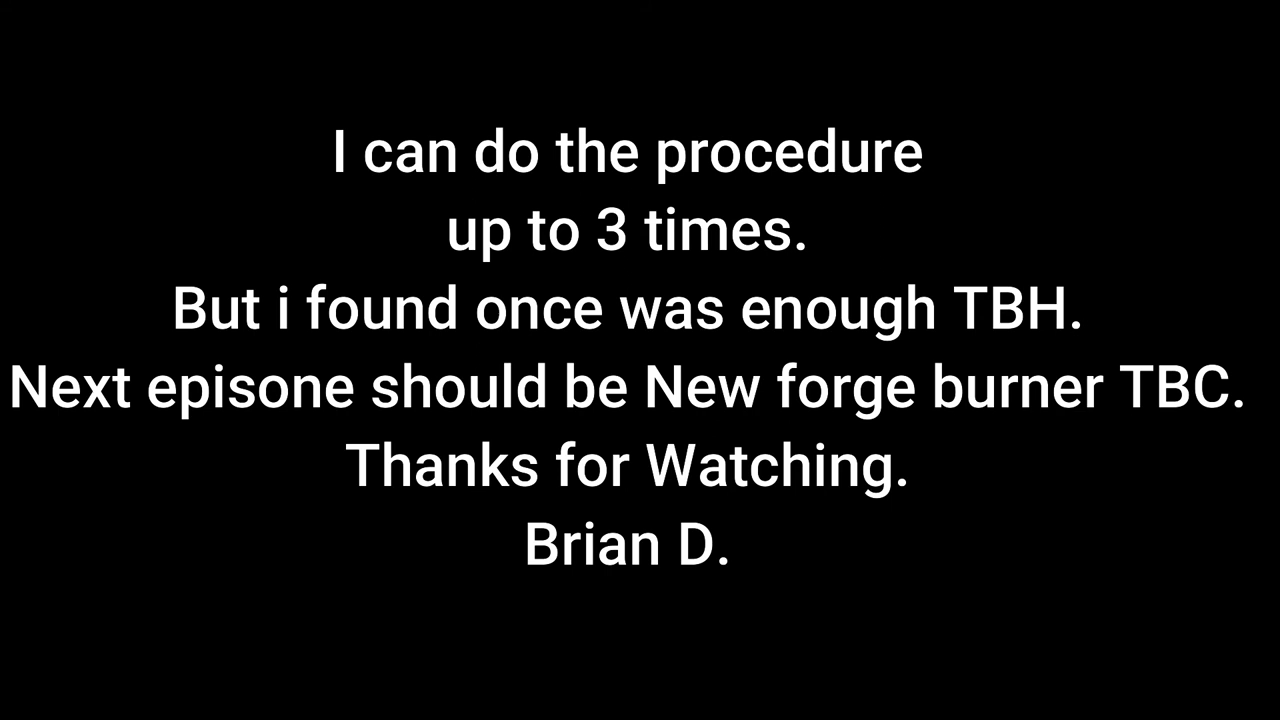 I can do the procedure
up to 3 times.
But i found once was enough TBH.
Next episone should be New forge burner TBC.
Thanks for Watching.
Brian D.